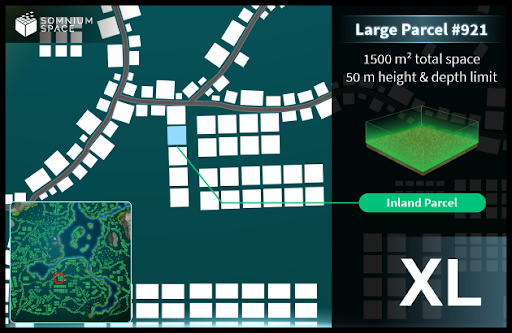 SOMNIUM
SPACE
Large Parcel #921
1500 m² total space
50 m height & depth limit
Inland Parcel
XL